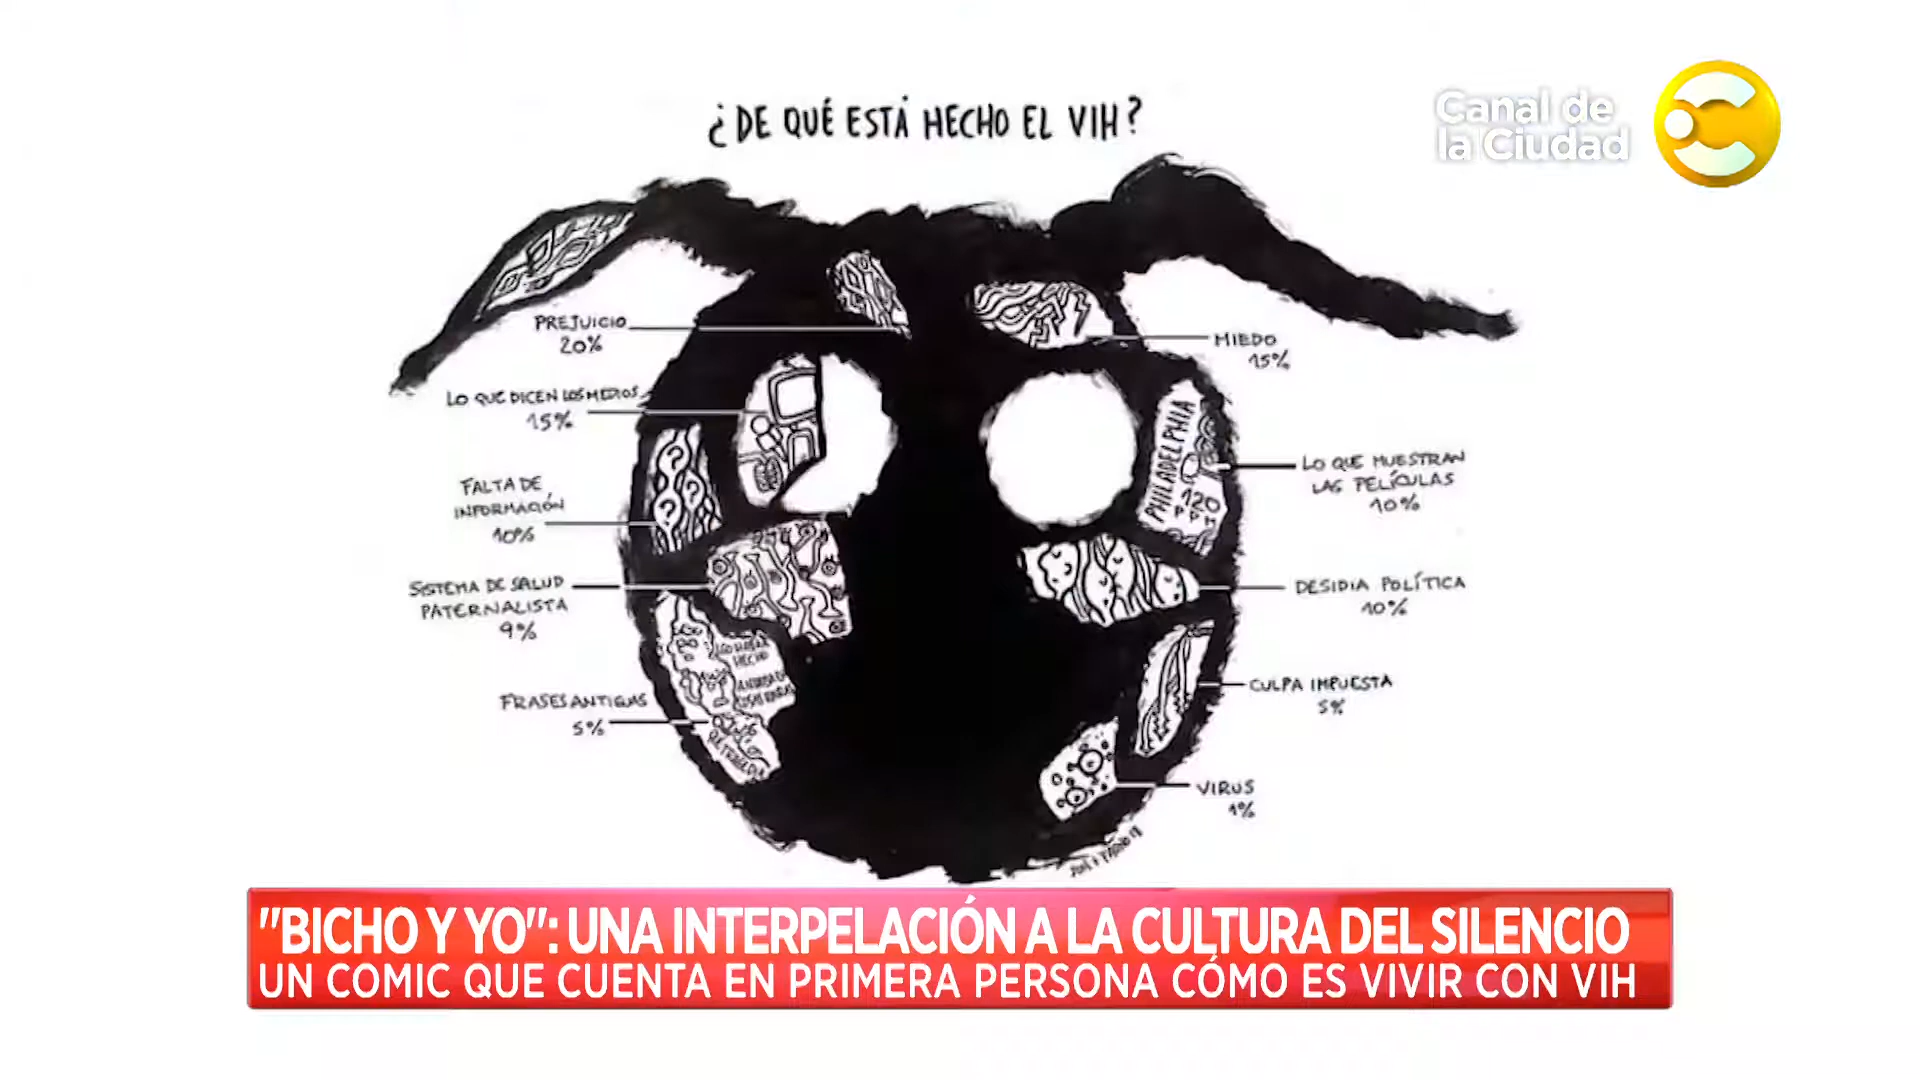 ¿DE QUÉ ESTÁ HECHO EL VIH?
Canal de
la Ciudad
PREJUICIO
20%
MIEDO
15%
LO QUE DICEN LOS MEDIOS
15%
PHILADELPHIA
120
PPM
LO QUE MUESTRAN
LAS PELÍCULAS
10%
FALTA DE
INFORMACIÓN
10%
SISTEMA DE SALUD
PATERNALISTA
9%
DESIDIA POLÍTICA
10%
HECHO
FRASES ANTIGUAS
5%
CULPA IMPUESTA
5%
VIRUS
1%
"BICHO Y YO": UNA INTERPELACIÓN A LA CULTURA DEL SILENCIO
UN COMIC QUE CUENTA EN PRIMERA PERSONA CÓMO ES VIVIR CON VIH